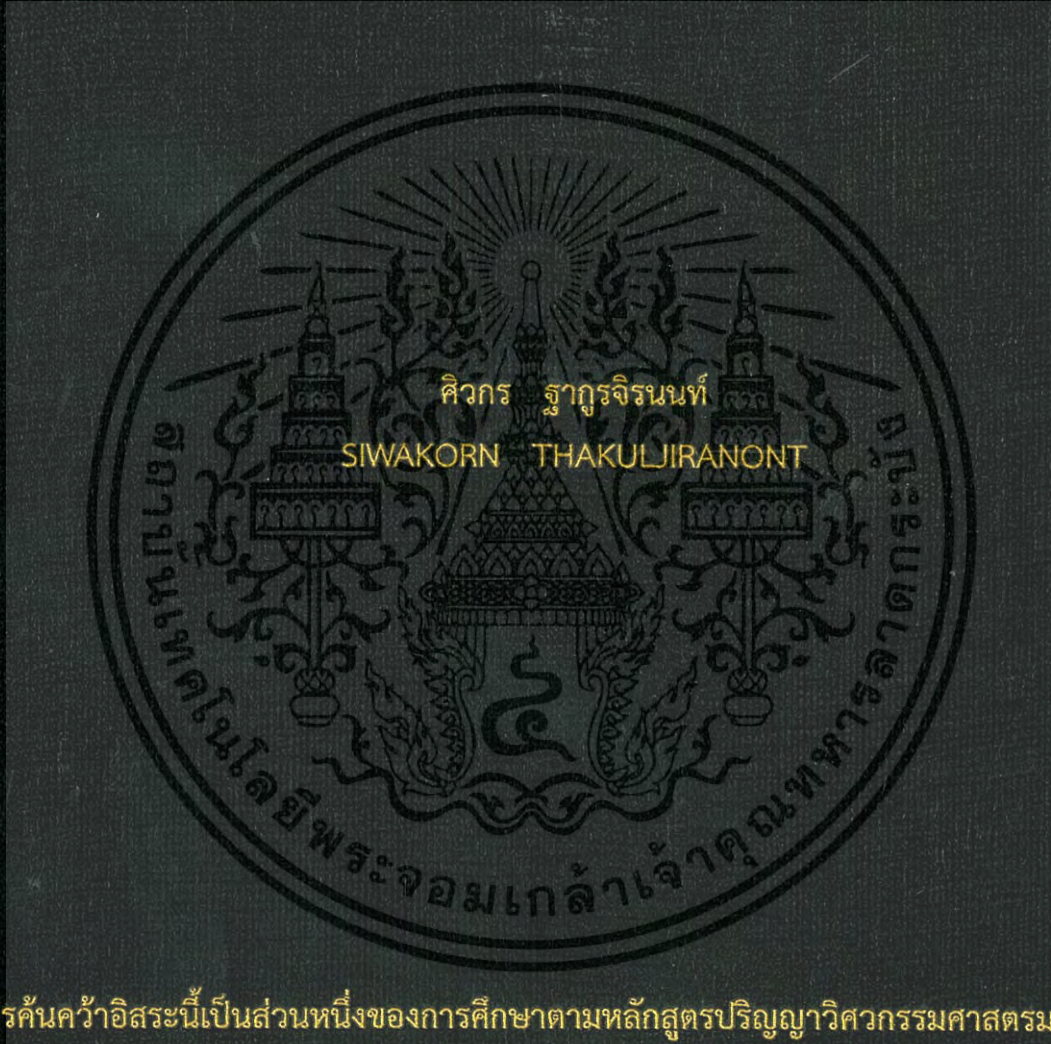 ศิวกร ฐากูรจิรนนท์
SIWAKORN THAKULJIRANONT
สถาบันเทคโนโลยีพระจอมเกล้าเจ้าคุณทหารลาดกระบัง
รค้นคว้าอิสระนี้เป็นส่วนหนึ่งของการศึกษาตามหลักสูตรปริญญาวิศวกรรมศาสตรม